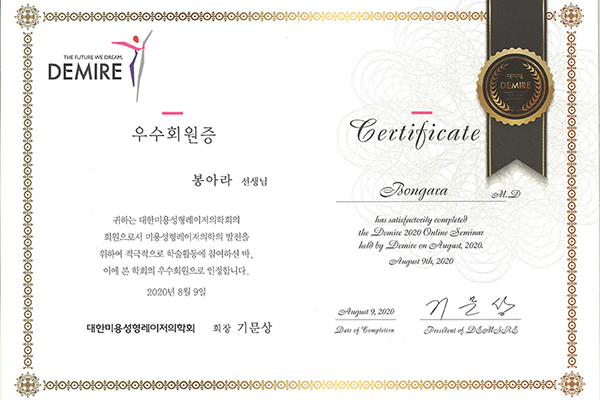 THE FUTURE WE DREAM,
DEMIRE
우수회원증
봉아라 선생님
귀하는 대한미용성형레이저의학회의
회원으로서 미용성형레이저의학의 발전을
위하여 적극적으로 학술활동에 참여하신 바,
이에 본 학회의 우수회원으로 인정합니다.
2020년 8월 9일
대한미용성형레이저의학회 회장 기문상
DEMIRE
Certificate
Bongara M.D
has satisfactorily completed
the Demire 2020 Online Seminar
held by Demire on August, 2020.
August 9th, 2020
August 9, 2020 기문상
Date of Completion President of DEMIRE